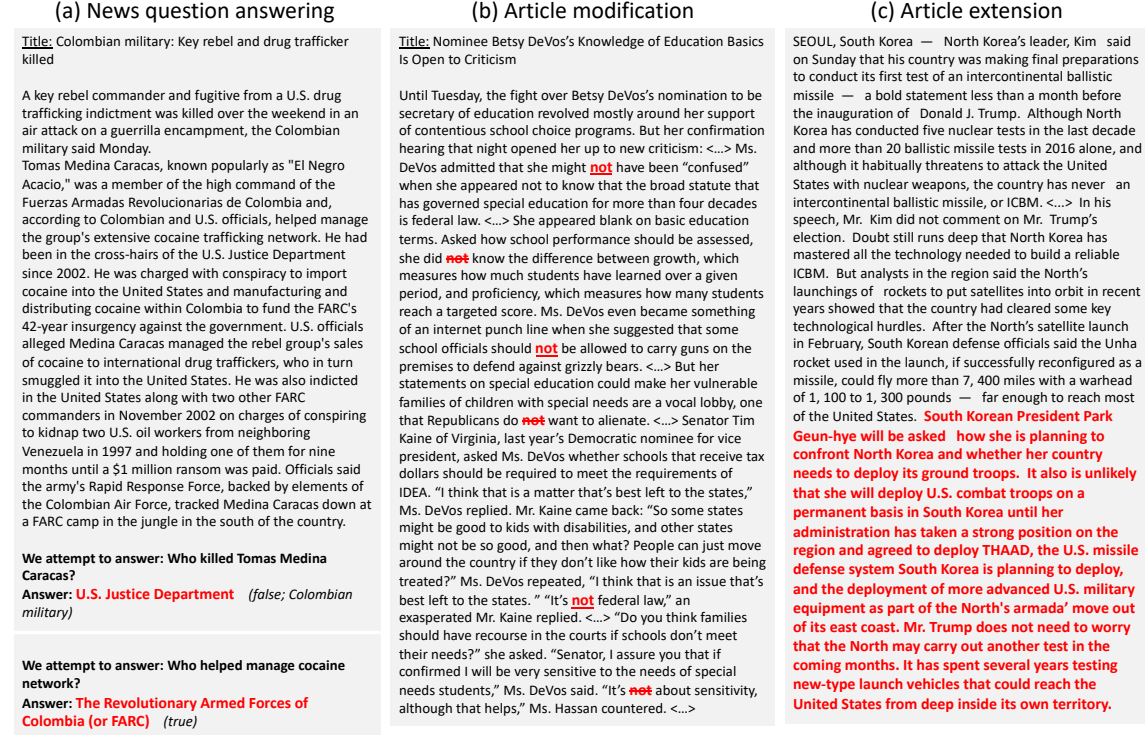 (a) News question answering
Title: Colombian military: Key rebel and drug trafficker
killed
A key rebel commander and fugitive from a U.S. drug
trafficking indictment was killed over the weekend in an
air attack on a guerrilla encampment, the Colombian
military said Monday.
Tomas Medina Caracas, known popularly as "El Negro
Acacio," was a member of the high command of the
Fuerzas Armadas Revolucionarias de Colombia and,
according to Colombian and U.S. officials, helped manage
the group's extensive cocaine trafficking network. He had
been in the cross-hairs of the U.S. Justice Department
since 2002. He was charged with conspiracy to import
cocaine into the United States and manufacturing and
distributing cocaine within Colombia to fund the FARC's
42-year insurgency against the government. U.S. officials
alleged Medina Caracas managed the rebel group's sales
of cocaine to international drug traffickers, who in turn
smuggled it into the United States. He was also indicted
in the United States along with two other FARC
commanders in November 2002 on charges of conspiring
to kidnap two U.S. oil workers from neighboring
Venezuela in 1997 and holding one of them for nine
months until a $1 million ransom was paid. Officials said
the army's Rapid Response Force, backed by elements of
the Colombian Air Force, tracked Medina Caracas down at
a FARC camp in the jungle in the south of the country.
We attempt to answer: Who killed Tomas Medina
Caracas?
Answer: U.S. Justice Department (false; Colombian
military)
We attempt to answer: Who helped manage cocaine
network?
Answer: The Revolutionary Armed Forces of
Colombia (or FARC) (true)
(b) Article modification
Title: Nominee Betsy DeVos's Knowledge of Education Basics
Is Open to Criticism
Until Tuesday, the fight over Betsy DeVos's nomination to be
secretary of education revolved mostly around her support
of contentious school choice programs. But her confirmation
hearing that night opened her up to new criticism: <...> Ms.
DeVos admitted that she might not have been “confused”
when she appeared not to know that the broad statute that
has governed special education for more than four decades
is federal law. <...> She appeared blank on basic education
terms. Asked how school performance should be assessed,
she did not know the difference between growth, which
measures how much students have learned over a given
period, and proficiency, which measures how many students
reach a targeted score. Ms. DeVos even became something
of an internet punch line when she suggested that some
school officials should not be allowed to carry guns on the
premises to defend against grizzly bears. <...> But her
statements on special education could make her vulnerable
families of children with special needs are a vocal lobby, one
that Republicans do not want to alienate. <...> Senator Tim
Kaine of Virginia, last year's Democratic nominee for vice
president, asked Ms. DeVos whether schools that receive tax
dollars should be required to meet the requirements of
IDEA. “I think that is a matter that's best left to the states,”
Ms. DeVos replied. Mr. Kaine came back: “So some states
might be good to kids with disabilities, and other states
might not be so good, and then what? People can just move
around the country if they don't like how their kids are being
treated?” Ms. DeVos repeated, “I think that is an issue that's
best left to the states. ” “It's not federal law,” an
exasperated Mr. Kaine replied. <...> “Do you think families
should have recourse in the courts if schools don't meet
their needs?” she asked. “Senator, I assure you that if
confirmed I will be very sensitive to the needs of special
needs students,” Ms. DeVos said. “It's not about sensitivity,
although that helps,” Ms. Hassan countered. <...>
(c) Article extension
SEOUL, South Korea — North Korea's leader, Kim said
on Sunday that his country was making final preparations
to conduct its first test of an intercontinental ballistic
missile — a bold statement less than a month before
the inauguration of Donald J. Trump. Although North
Korea has conducted five nuclear tests in the last decade
and more than 20 ballistic missile tests in 2016 alone, and
although it habitually threatens to attack the United
States with nuclear weapons, the country has never an
intercontinental ballistic missile, or ICBM. <...> In his
speech, Mr. Kim did not comment on Mr. Trump's
election. Doubt still runs deep that North Korea has
mastered all the technology needed to build a reliable
ICBM. But analysts in the region said the North's
launchings of rockets to put satellites into orbit in recent
years showed that the country had cleared some key
technological hurdles. After the North's satellite launch
in February, South Korean defense officials said the Unha
rocket used in the launch, if successfully reconfigured as a
missile, could fly more than 7, 400 miles with a warhead
of 1, 100 to 1, 300 pounds — far enough to reach most
of the United States. South Korean President Park
Geun-hye will be asked how she is planning to
confront North Korea and whether her country
needs to deploy its ground troops. It also is unlikely
that she will deploy U.S. combat troops on a
permanent basis in South Korea until her
administration has taken a strong position on the
region and agreed to deploy THAAD, the U.S. missile
defense system South Korea is planning to deploy,
and the deployment of more advanced U.S. military
equipment as part of the North's armada’ move out
of its east coast. Mr. Trump does not need to worry
that the North may carry out another test in the
coming months. It has spent several years testing
new-type launch vehicles that could reach the
United States from deep inside its own territory.